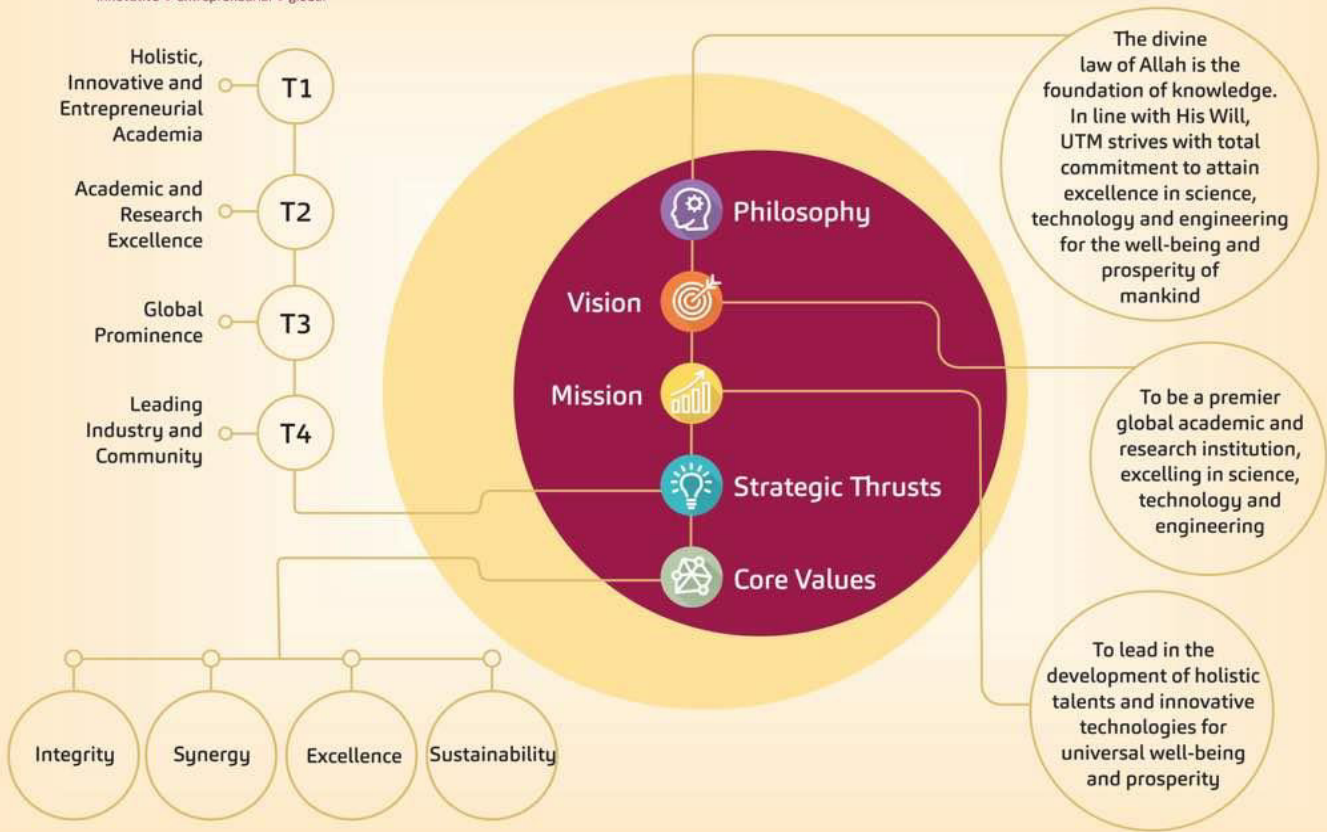 innovative • entrepreneurial • global
Holistic,
Innovative and
Entrepreneurial
Academia
T1
Academic and
Research
Excellence
T2
Global
Prominence
T3
Leading
Industry and
Community
T4
Philosophy
Vision
Mission
Strategic Thrusts
Core Values
The divine
law of Allah is the
foundation of knowledge.
In line with His Will,
UTM strives with total
commitment to attain
excellence in science,
technology and engineering
for the well-being and
prosperity of
mankind
To be a premier
global academic and
research institution,
excelling in science,
technology and
engineering
To lead in the
development of holistic
talents and innovative
technologies for
universal well-being
and prosperity
Integrity
Synergy
Excellence
Sustainability